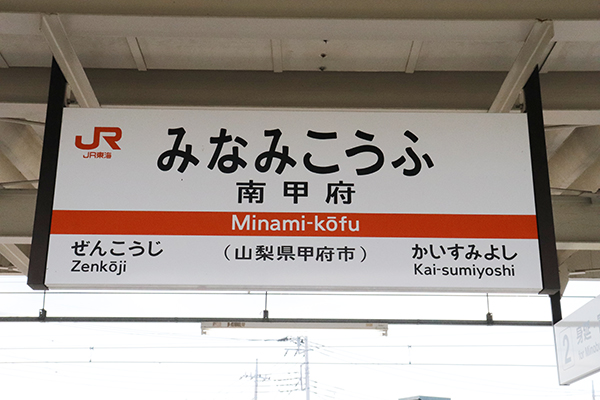 JR
JR東海
みなみこうふ
南甲府
Minami-kōfu
ぜんこうじ
Zenkōji
(山梨県甲府市)
かいすみよし
Kai-sumiyoshi
2